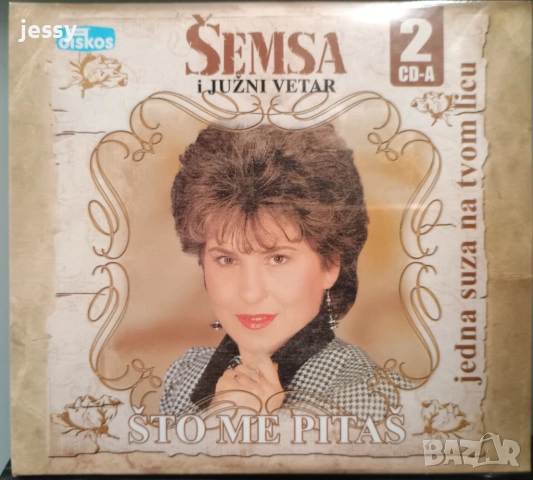 jessy
diskos
ŠEMSA
i JUŽNI VETAR
2
CD-A
jedna suza na tvom licu
ŠTO ME PITAŠ
BAZAR